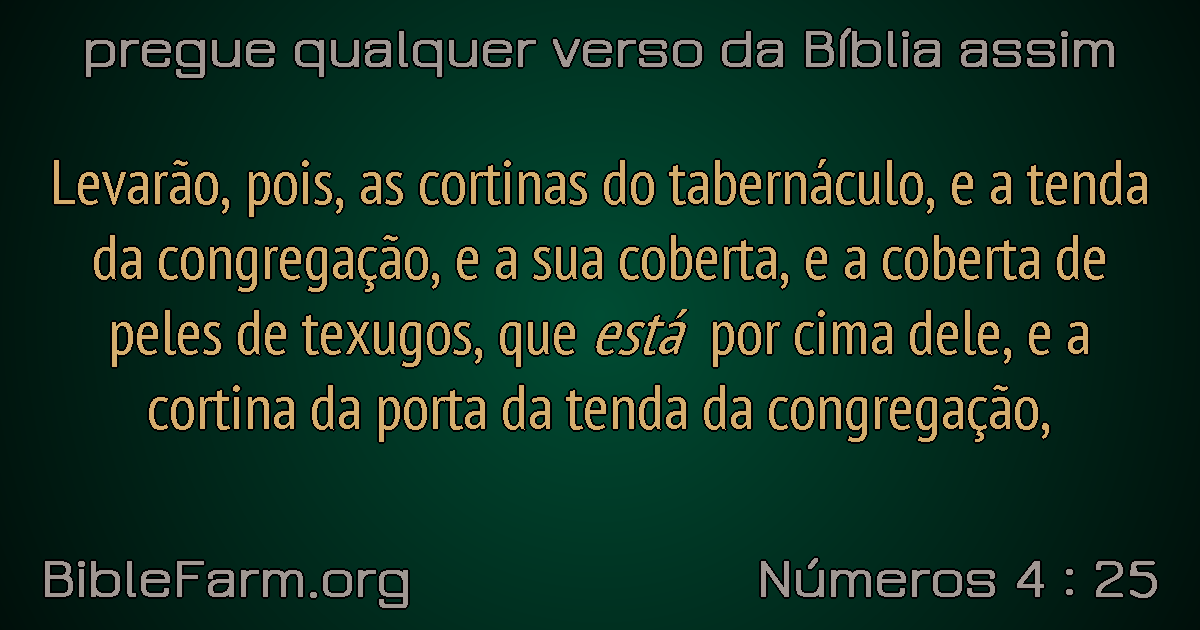 pregue qualquer verso da Bíblia assim
Levarão, pois, as cortinas do tabernáculo, e a tenda
da congregação, e a sua coberta, e a coberta de
peles de texugos, que está por cima dele, e a
cortina da porta da tenda da congregação,
BibleFarm.org
Números 4 : 25